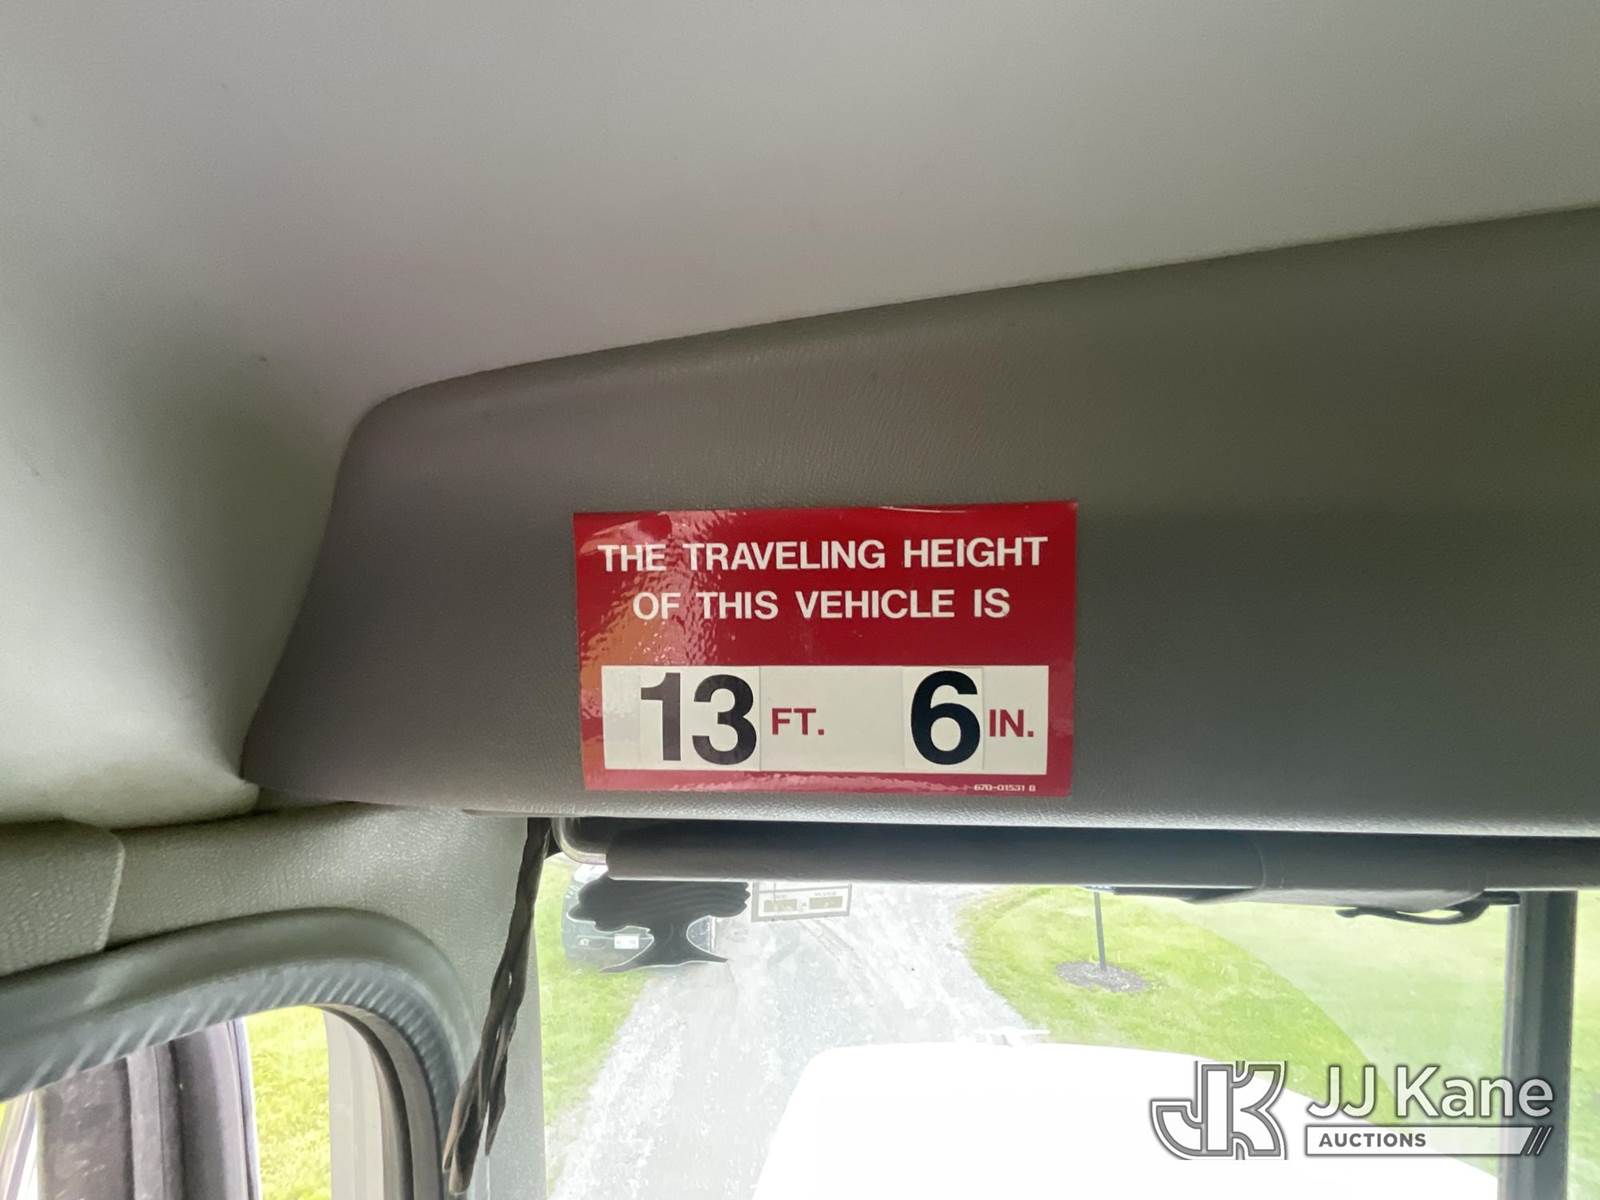 THE TRAVELING HEIGHT
OF THIS VEHICLE IS
13 FT. 6 IN.
670-01531 B
JJ Kane
AUCTIONS